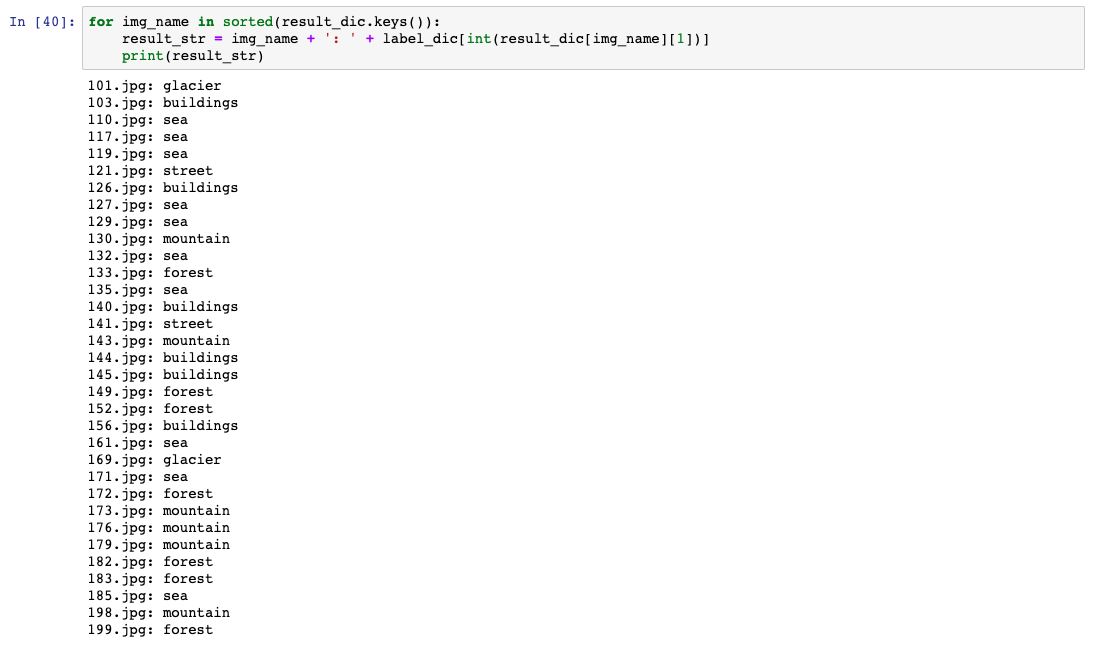 In [40]: for img_name in sorted(result_dic.keys()):
    result_str = img_name + ': ' + label_dic[int(result_dic[img_name][1])]
    print(result_str)
101.jpg: glacier
103.jpg: buildings
110.jpg: sea
117.jpg: sea
119.jpg: sea
121.jpg: street
126.jpg: buildings
127.jpg: sea
129.jpg: sea
130.jpg: mountain
132.jpg: sea
133.jpg: forest
135.jpg: sea
140.jpg: buildings
141.jpg: street
143.jpg: mountain
144.jpg: buildings
145.jpg: buildings
149.jpg: forest
152.jpg: forest
156.jpg: buildings
161.jpg: sea
169.jpg: glacier
171.jpg: sea
172.jpg: forest
173.jpg: mountain
176.jpg: mountain
179.jpg: mountain
182.jpg: forest
183.jpg: forest
185.jpg: sea
198.jpg: mountain
199.jpg: forest